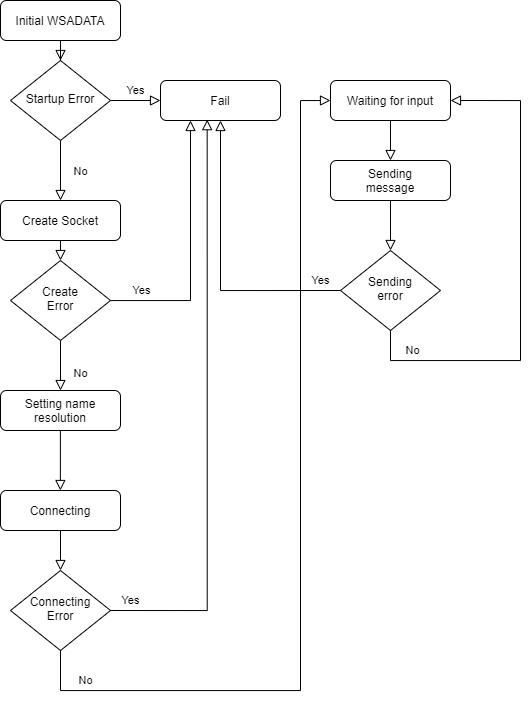 Initial WSADATA
Startup Error
Yes
Fail
No
Create Socket
Create
Error
Yes
No
Setting name
resolution
Connecting
Connecting
Error
Yes
No
Waiting for input
Sending
message
Sending
error
Yes
No